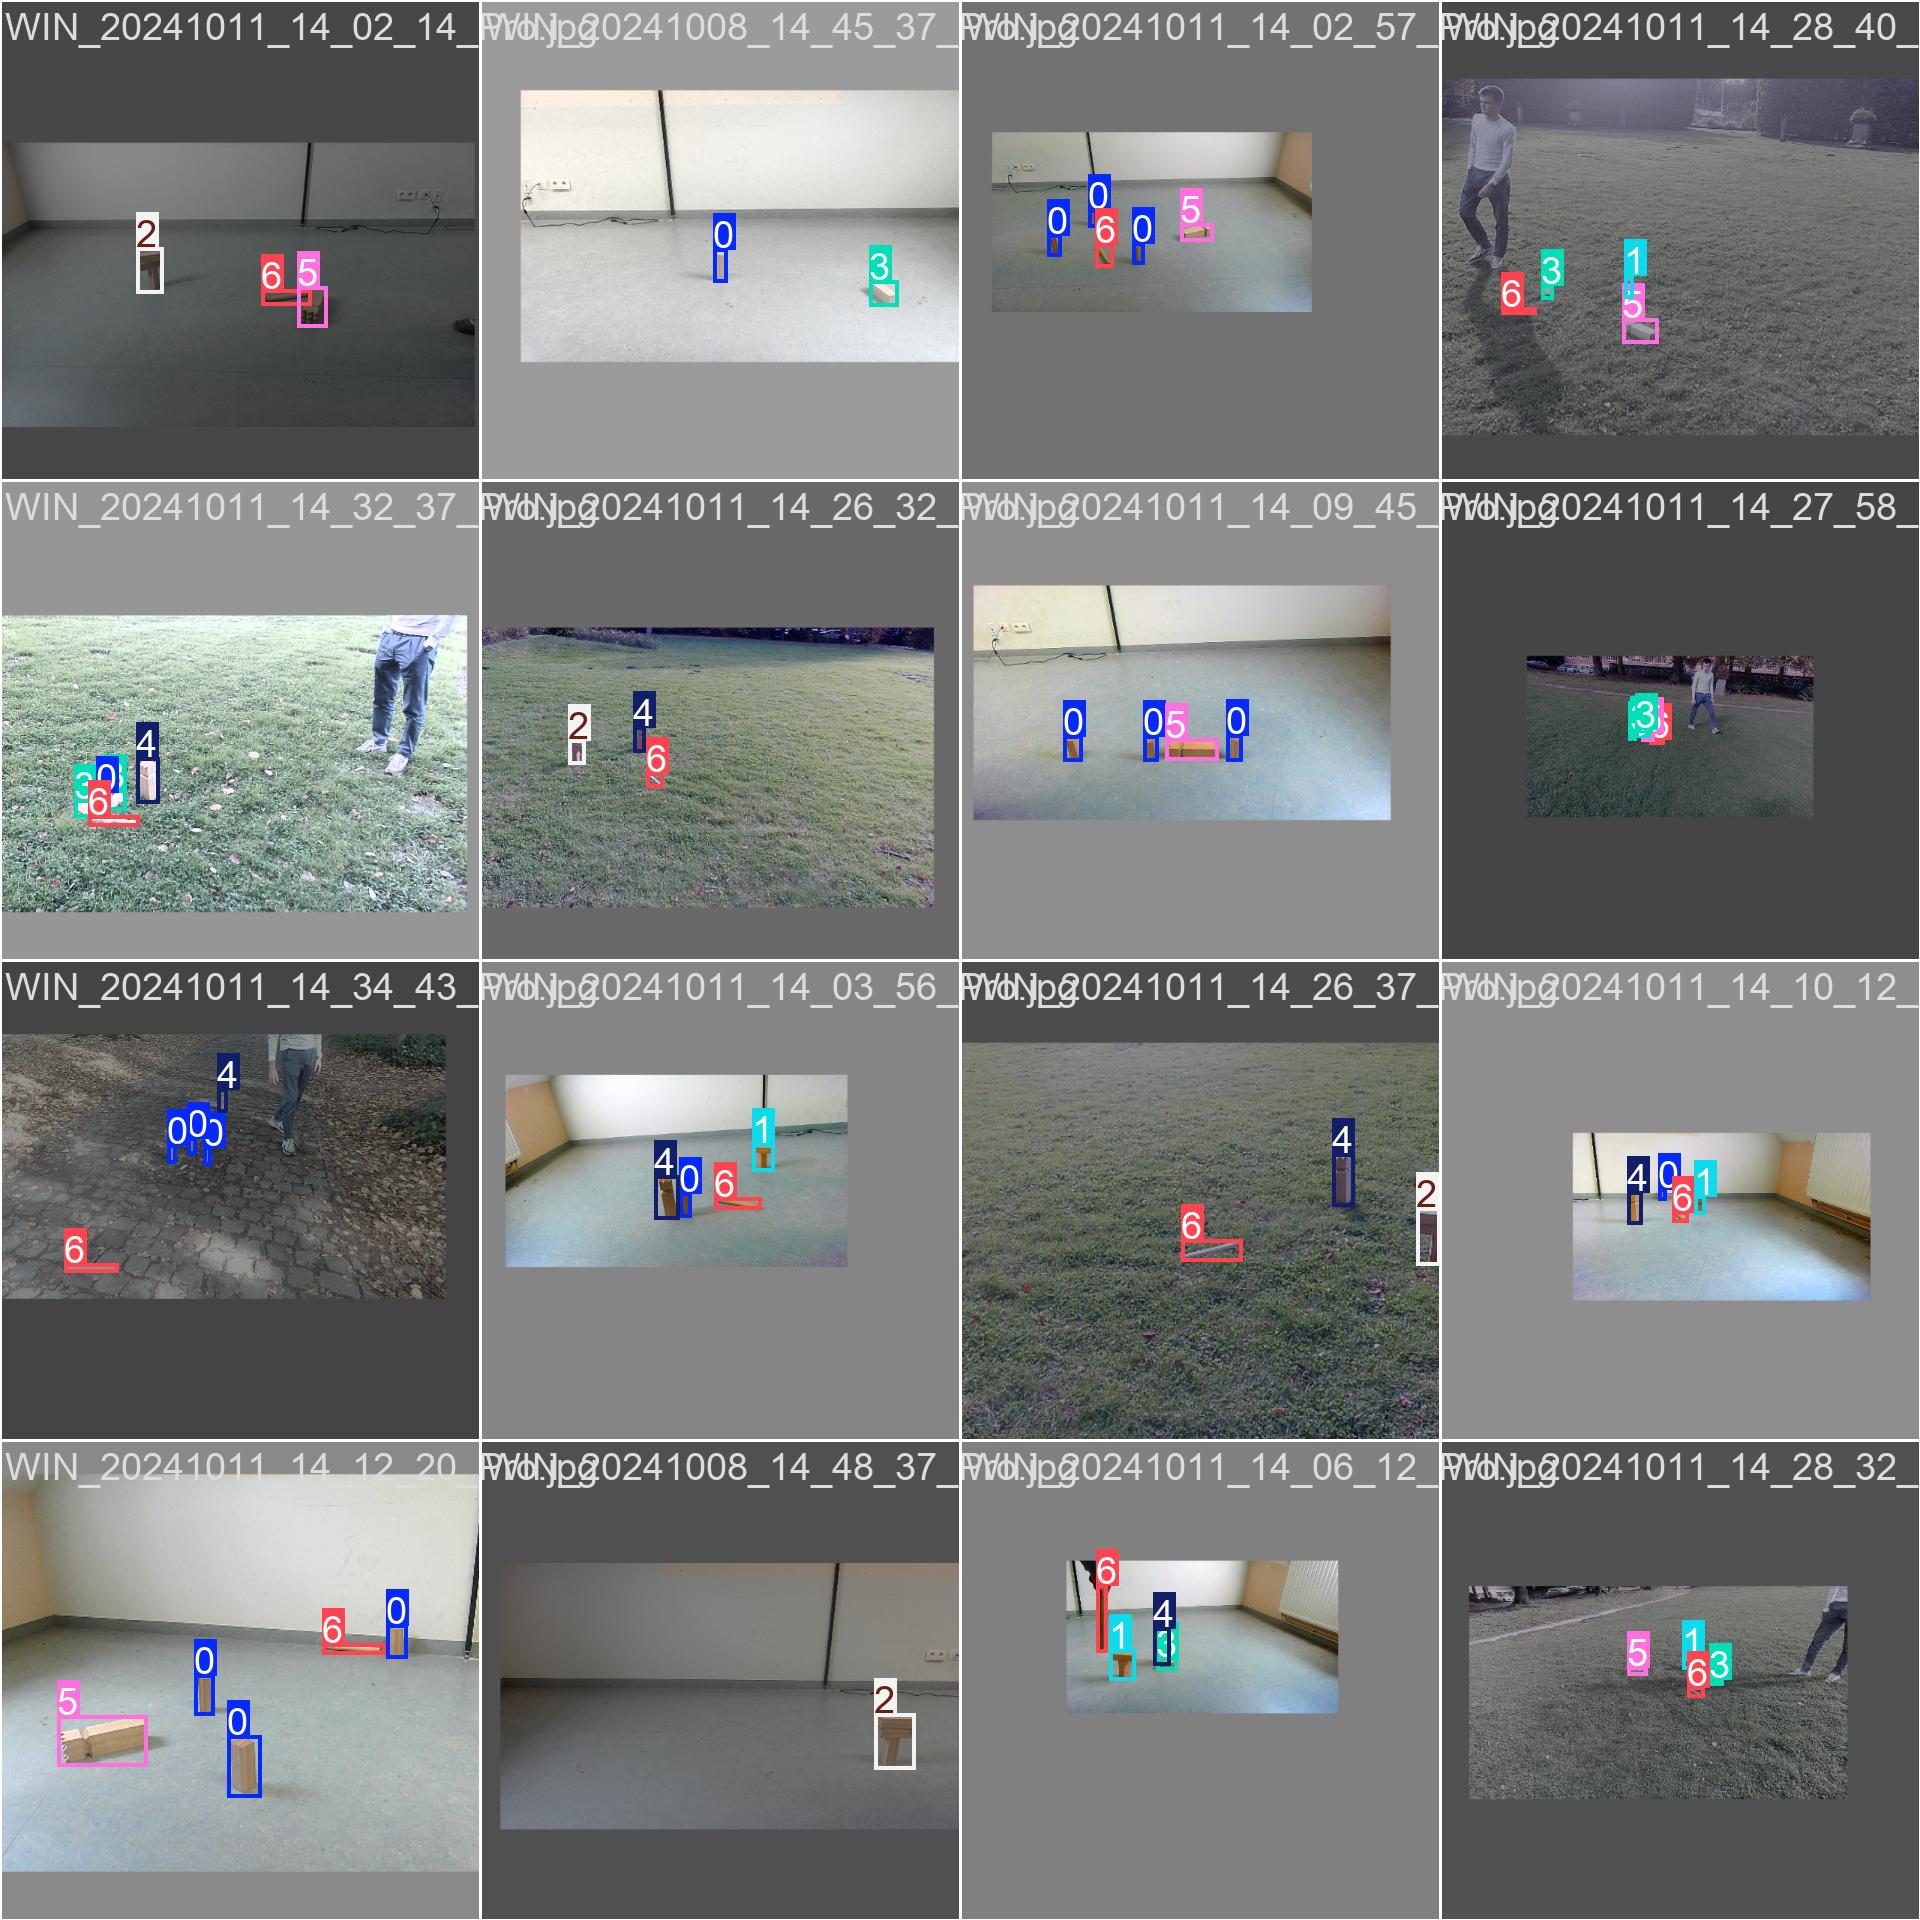 WIN_20241011_14_02_14_Pro.jpg
2
6 5
WIN_20241008_14_45_37_Pro.jpg
0
3
WIN_20241011_14_02_57_Pro.jpg
0
0 6 0 5
WIN_20241011_14_28_40_
1
3
6 5
WIN_20241011_14_32_37_Pro.jpg
4
3 0
6
WIN_20241011_14_26_32_Pro.jpg
4
2
6
WIN_20241011_14_09_45_Pro.jpg
0 0 5 0
WIN_20241011_14_27_58_
3
WIN_20241011_14_34_43_Pro.jpg
4
0 0 0
6
WIN_20241011_14_03_56_Pro.jpg
1
4 0 6
WIN_20241011_14_26_37_Pro.jpg
4
2
6
WIN_20241011_14_10_12_
4 0 6 1
WIN_20241011_14_12_20_Pro.jpg
0
6
0
5 0
WIN_20241008_14_48_37_Pro.jpg
2
WIN_20241011_14_06_12_Pro.jpg
6
4
1 3
WIN_20241011_14_28_32_
1
5 6 3